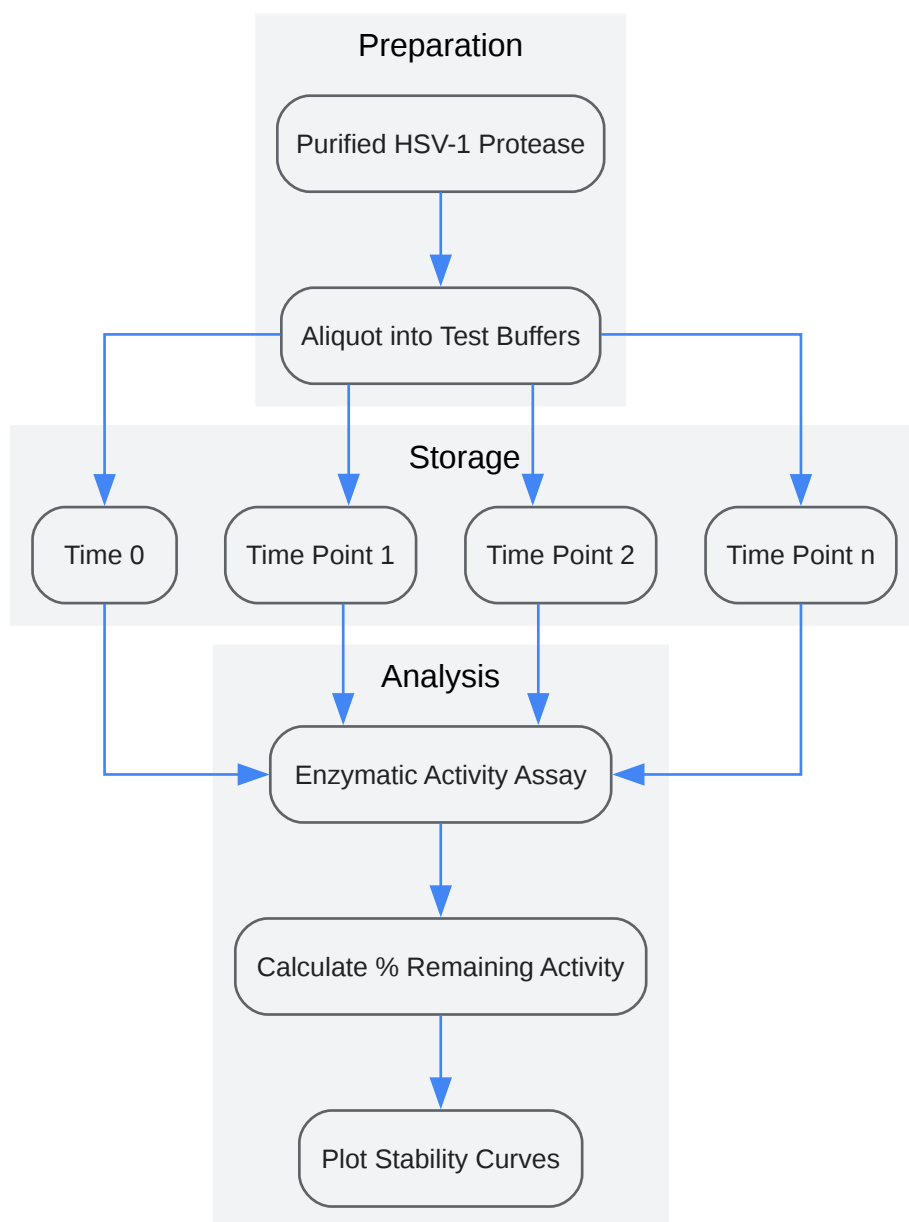 Preparation
Purified HSV-1 Protease
Aliquot into Test Buffers
Storage
Time 0
Time Point 1
Time Point 2
Time Point n
Analysis
Enzymatic Activity Assay
Calculate % Remaining Activity
Plot Stability Curves